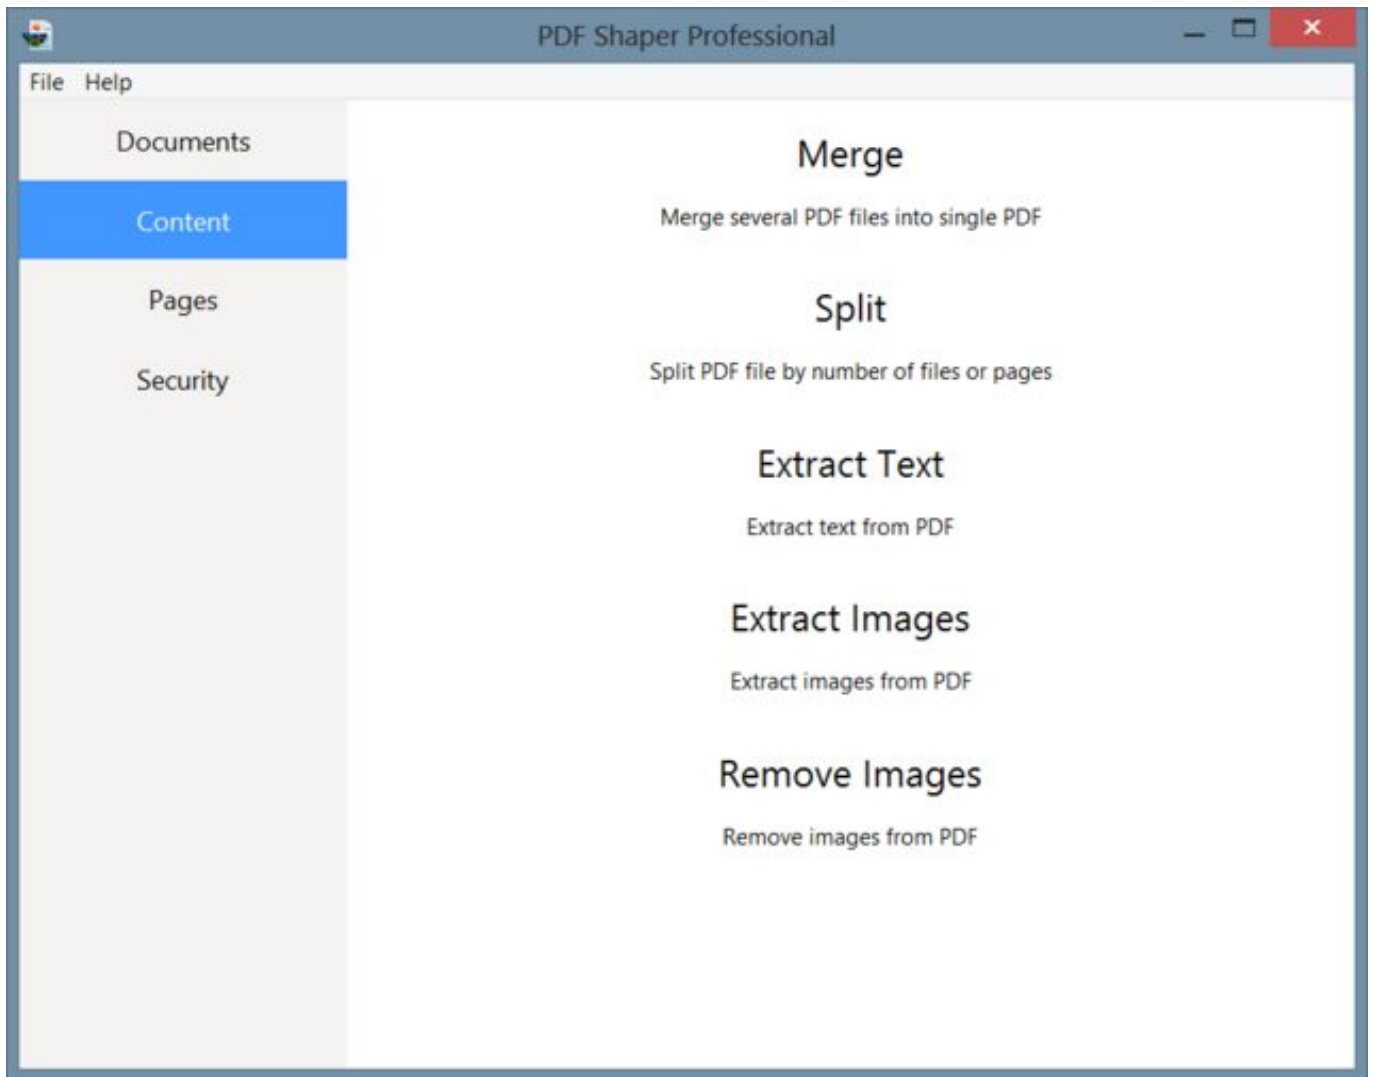 PDF Shaper Professional
File Help
Documents
Content
Pages
Security
Merge
Merge several PDF files into single PDF
Split
Split PDF file by number of files or pages
Extract Text
Extract text from PDF
Extract Images
Extract images from PDF
Remove Images
Remove images from PDF